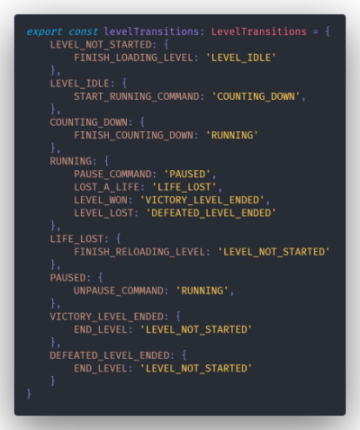 export const levelTransitions: LevelTransitions = {
    LEVEL_NOT_STARTED: {
        FINISH_LOADING_LEVEL: 'LEVEL_IDLE'
    },
    LEVEL_IDLE: {
        START_RUNNING_COMMAND: 'COUNTING_DOWN',
    },
    COUNTING_DOWN: {
        FINISH_COUNTING_DOWN: 'RUNNING'
    },
    RUNNING: {
        PAUSE_COMMAND: 'PAUSED',
        LOST_A_LIFE: 'LIFE_LOST',
        LEVEL_WON: 'VICTORY_LEVEL_ENDED',
        LEVEL_LOST: 'DEFEATED_LEVEL_ENDED'
    },
    LIFE_LOST: {
        FINISH_RELOADING_LEVEL: 'LEVEL_NOT_STARTED'
    },
    PAUSED: {
        UNPAUSE_COMMAND: 'RUNNING',
    },
    VICTORY_LEVEL_ENDED: {
        END_LEVEL: 'LEVEL_NOT_STARTED'
    },
    DEFEATED_LEVEL_ENDED: {
        END_LEVEL: 'LEVEL_NOT_STARTED'
    }
}